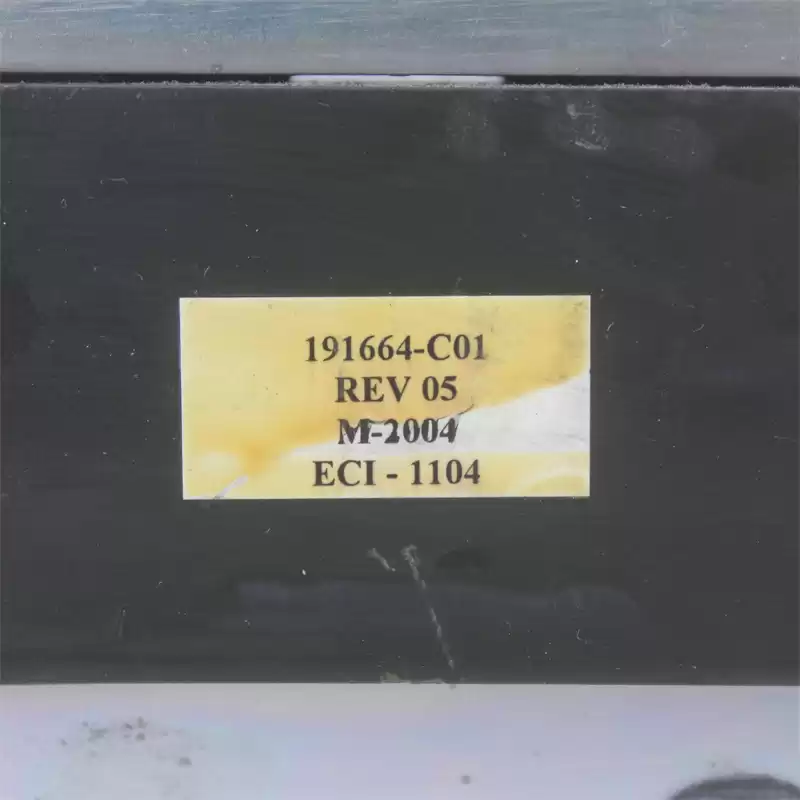 191664-C01
REV 05
M-2004
ECI - 1104